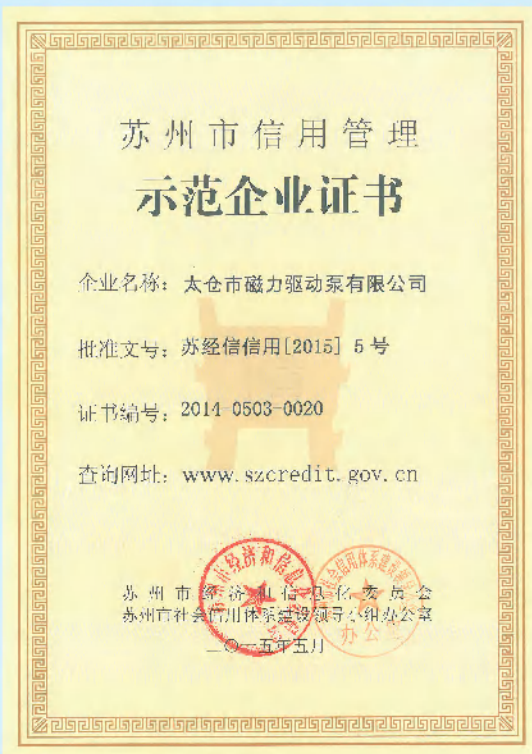 苏州市信用管理
示范企业证书
企业名称：太仓市磁力驱动泵有限公司
批准文号：苏经信信用[2015] 5 号
证书编号：2014-0503-0020
查询网址：www.szcredit.gov.cn
苏州市经济和信息化委员会
苏州市社会信用体系建设领导小组办公室
二〇一五年五月